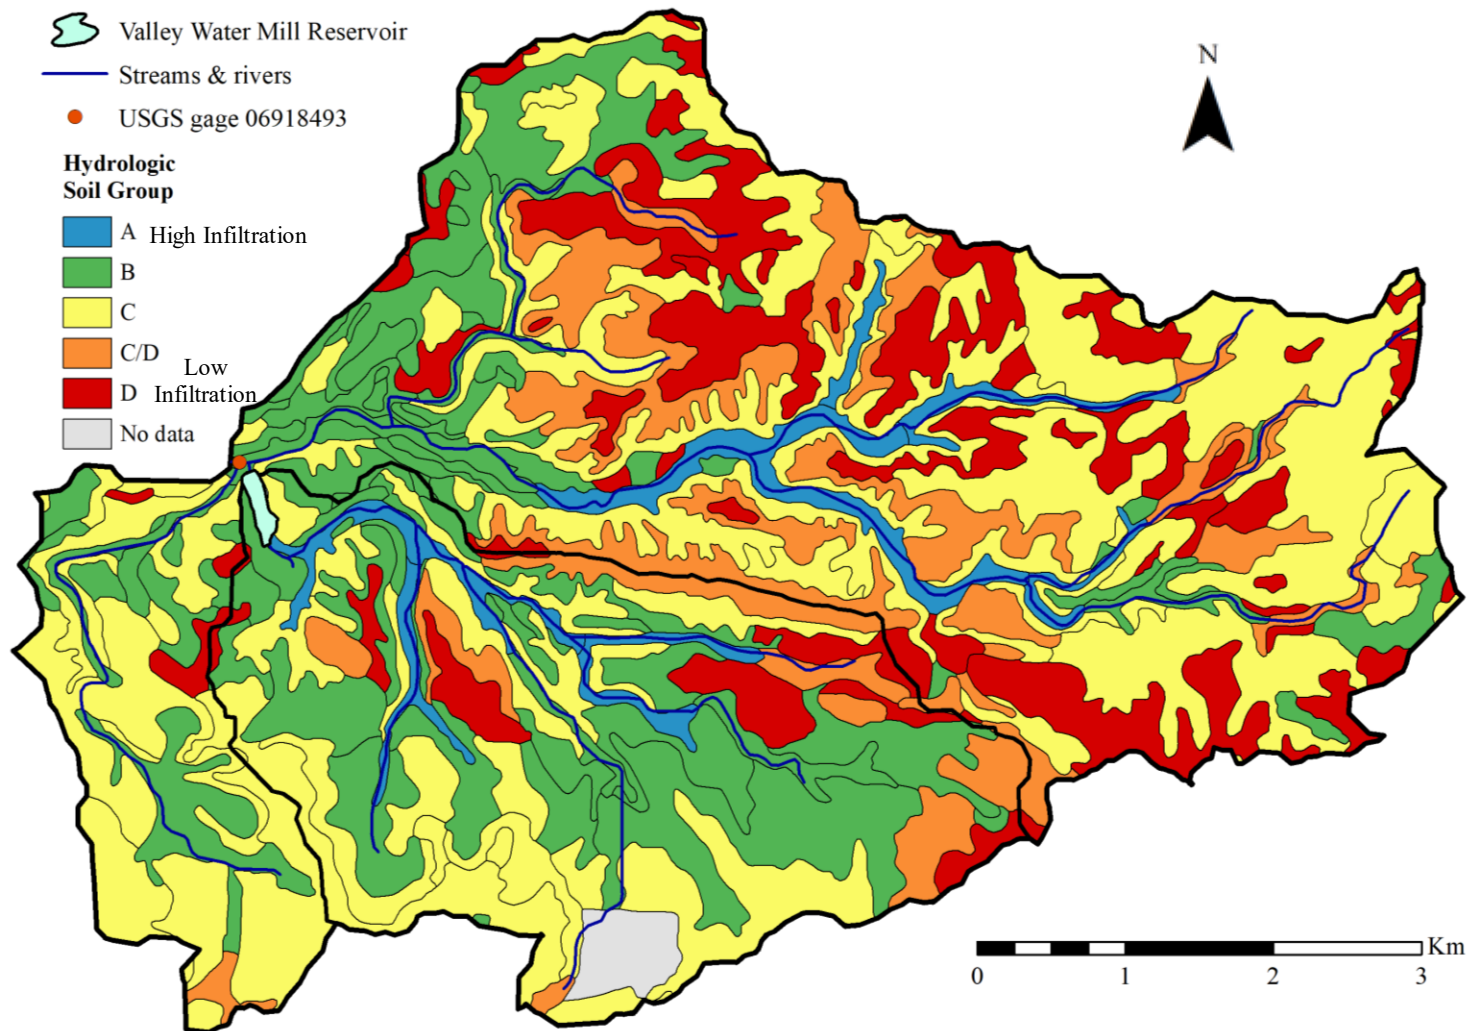 Valley Water Mill Reservoir
Streams & rivers
USGS gage 06918493
Hydrologic
Soil Group
A High Infiltration
B
C
C/D
Low
D Infiltration
No data
N
Km
0 1 2 3